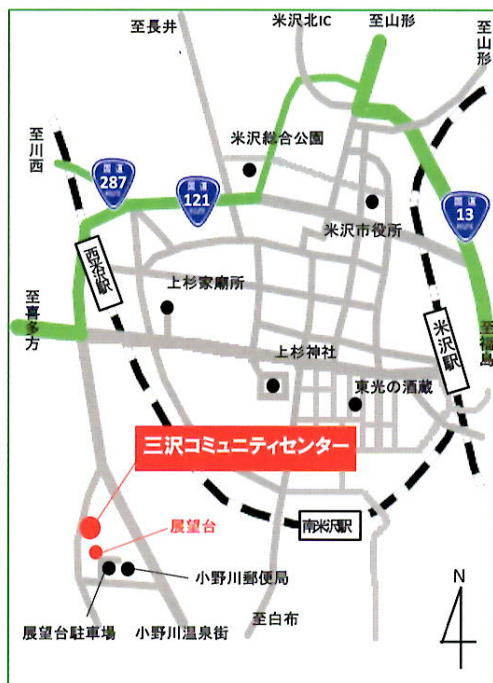 米沢北IC
至山形
至長井
至山形
米沢総合公園
至川西
国道
287
ROUTE
国道
121
ROUTE
国道
13
ROUTE
米沢市役所
西米沢駅
上杉家廟所
至喜多方
米沢駅
至福島
上杉神社
東光の酒蔵
三沢コミュニティセンター
南米沢駅
展望台
小野川郵便局
N
展望台駐車場
小野川温泉街
至白布